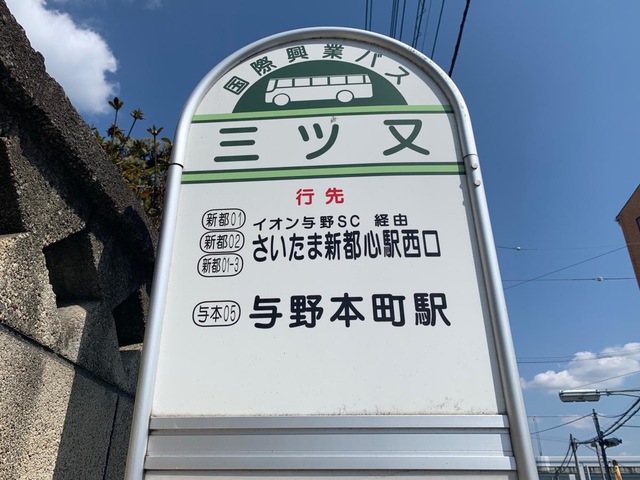 国際興業バス
三ツ又
行先
新都01
イオン与野SC 経由
新都02
さいたま新都心駅西口
新都01-3
与本05
与野本町駅